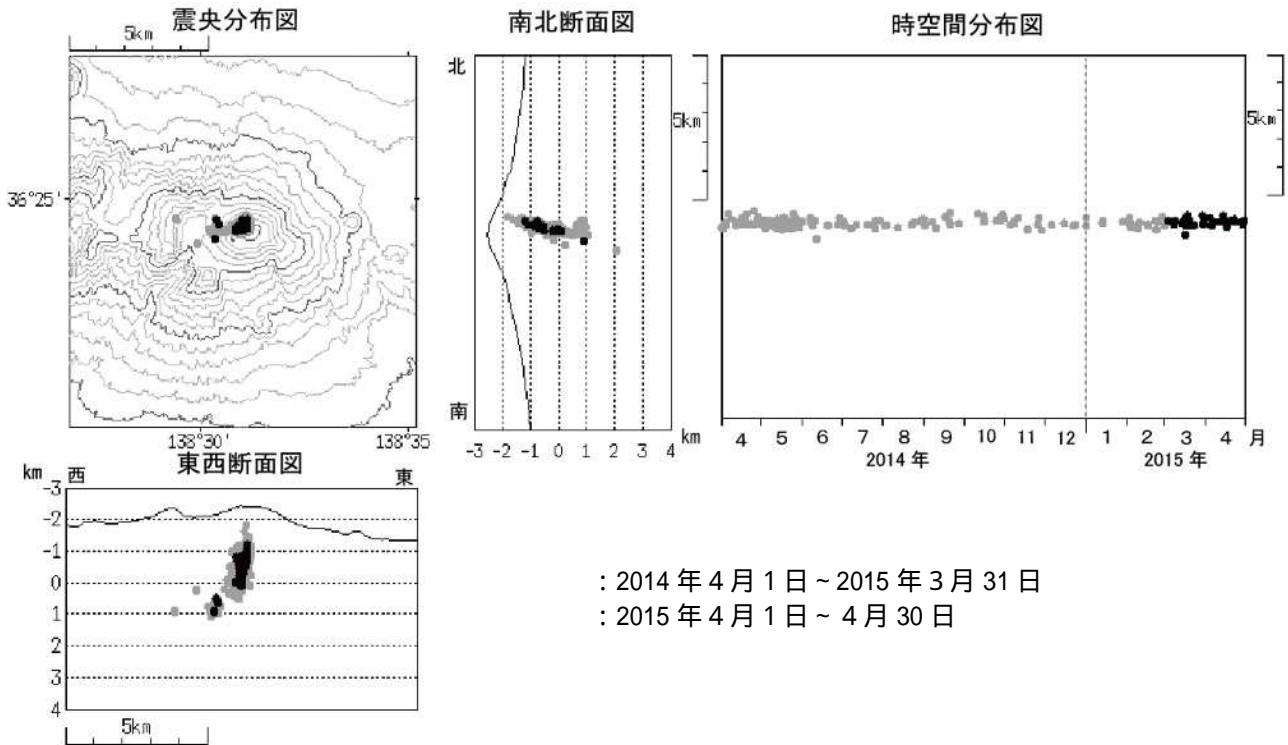 震央分布図
5km
36°25'
138°30'
138°35'
南北断面図
北
南
-3 -2 -1 0 1 2 3 4
km
5km
時空間分布図
5km
4 5 6 7 8 9 10 11 12 1 2 3 4 月
2014 年 2015 年
東西断面図
km 西 東
-3
-2
-1
0
1
2
3
4
5km
: 2014 年 4 月 1 日 ~ 2015 年 3 月 31 日
: 2015 年 4 月 1 日 ~ 4 月 30 日